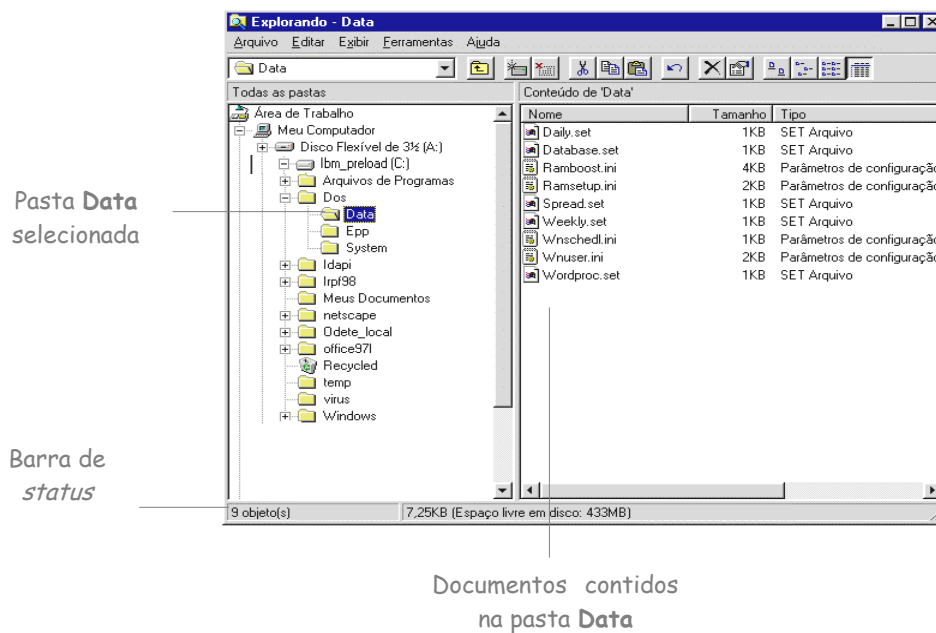 Explorando - Data
Arquivo Editar Exibir Ferramentas Ajuda
Data
Todas as pastas
Conteúdo de 'Data'
Área de Trabalho
Meu Computador
Disco Flexível de 3½ (A:)
Ibm_preload (C:)
Arquivos de Programas
Dos
Data
Epp
System
Idapi
Irpf98
Meus Documentos
netscape
Odete_local
office97I
Recycled
temp
virus
Windows
Nome Tamanho Tipo
Daily.set 1KB SET Arquivo
Database.set 1KB SET Arquivo
Ramboost.ini 4KB Parâmetros de configuração
Ramsetup.ini 2KB Parâmetros de configuração
Spread.set 1KB SET Arquivo
Weekly.set 1KB SET Arquivo
Wnschedl.ini 1KB Parâmetros de configuração
Wnuser.ini 2KB Parâmetros de configuração
Wordproc.set 1KB SET Arquivo
9 objeto(s) 7,25KB (Espaço livre em disco: 433MB)
Pasta Data
selecionada
Barra de
status
Documentos contidos
na pasta Data